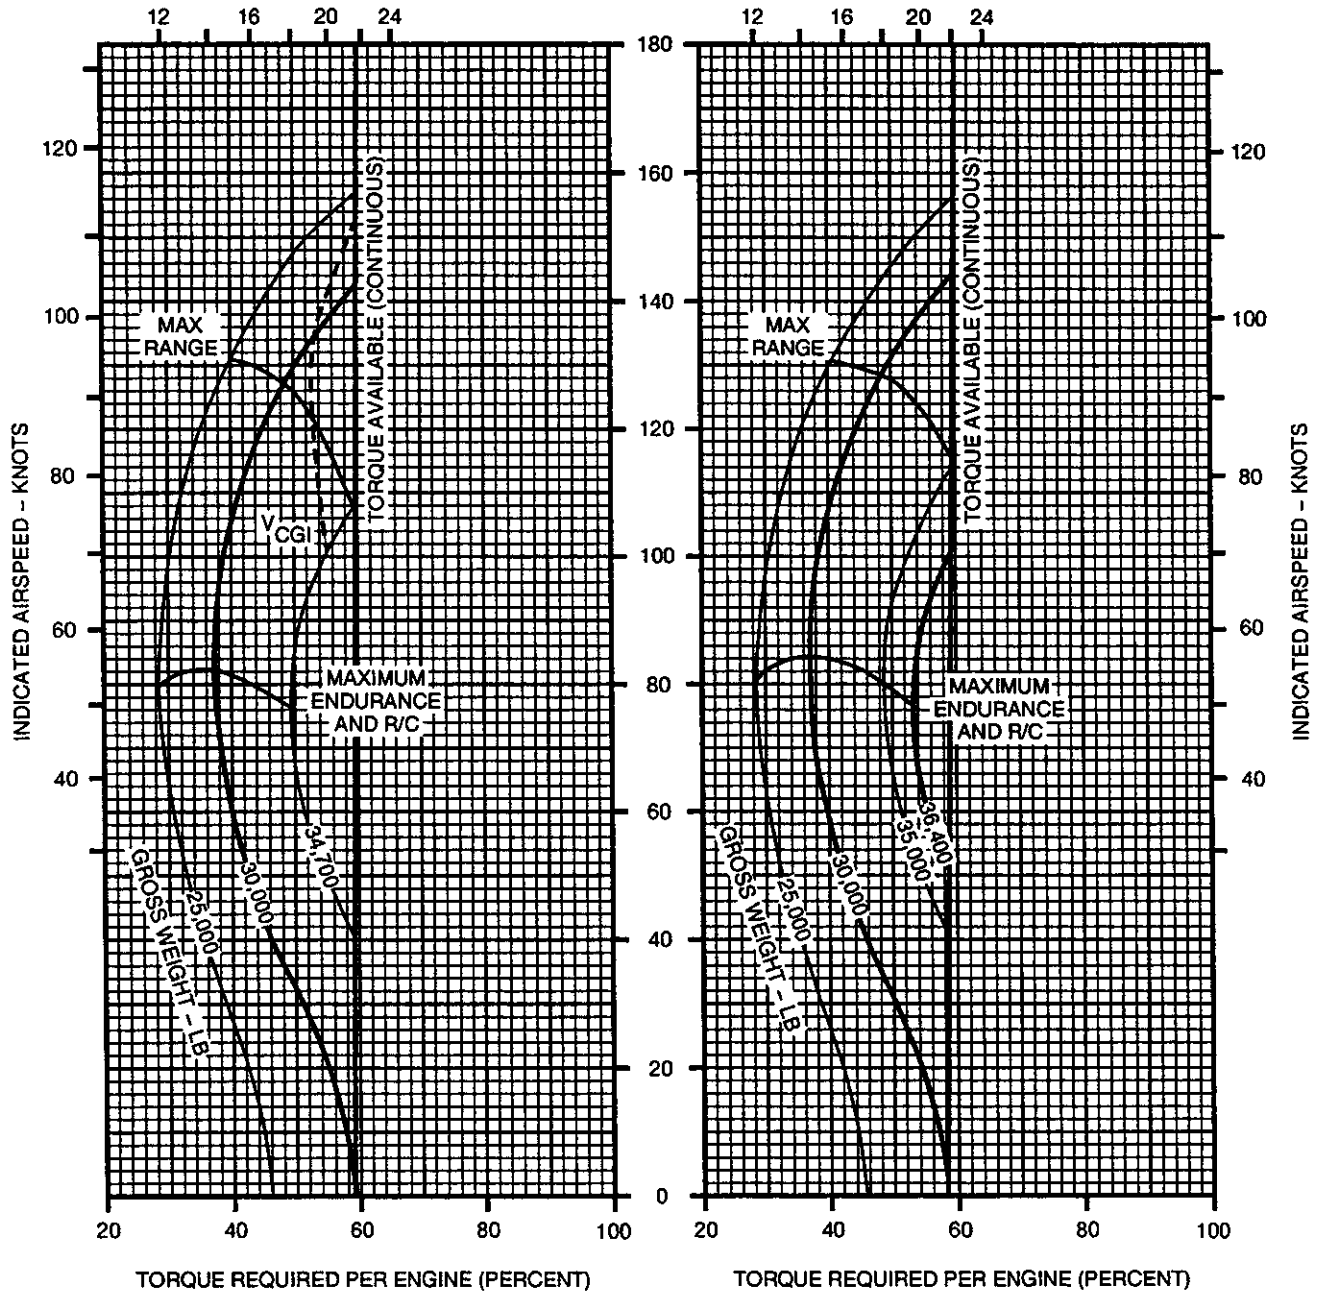 12 16 20 24
12 16 20 24
180
160
140
120
100
80
60
40
20
0
120
100
80
60
40
INDICATED AIRSPEED – KNOTS
MAX
RANGE
TORQUE AVAILABLE (CONTINUOUS)
VCGI
MAXIMUM
ENDURANCE
AND R/C
GROSS WEIGHT – LB
25,000
30,000
34,700
20 40 60 80 100
TORQUE REQUIRED PER ENGINE (PERCENT)
MAX
RANGE
TORQUE AVAILABLE (CONTINUOUS)
MAXIMUM
ENDURANCE
AND R/C
GROSS WEIGHT – LB
25,000
30,000
35,000
36,400
120
100
80
60
40
INDICATED AIRSPEED – KNOTS
20 40 60 80 100
TORQUE REQUIRED PER ENGINE (PERCENT)